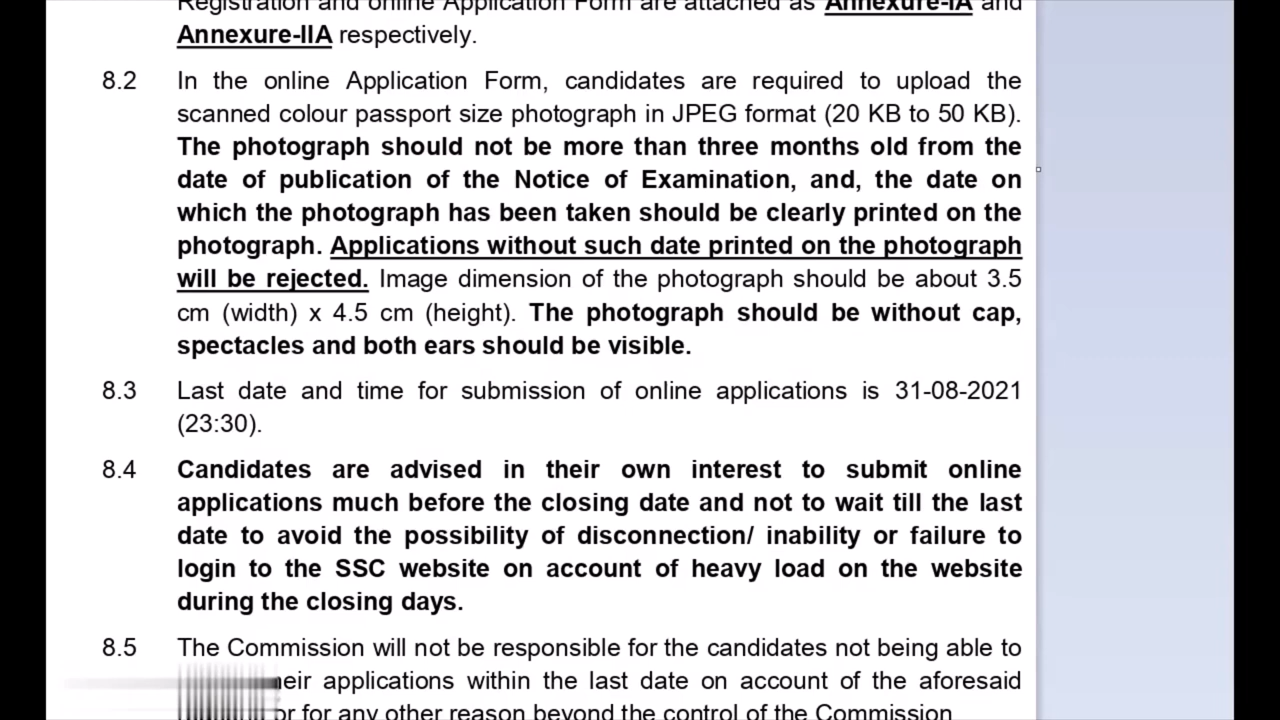 Registration and online Application Form are attached as Annexure-IA and
Annexure-IIA respectively.
8.2 In the online Application Form, candidates are required to upload the
scanned colour passport size photograph in JPEG format (20 KB to 50 KB).
The photograph should not be more than three months old from the
date of publication of the Notice of Examination, and, the date on
which the photograph has been taken should be clearly printed on the
photograph. Applications without such date printed on the photograph
will be rejected. Image dimension of the photograph should be about 3.5
cm (width) x 4.5 cm (height). The photograph should be without cap,
spectacles and both ears should be visible.
8.3 Last date and time for submission of online applications is 31-08-2021
(23:30).
8.4 Candidates are advised in their own interest to submit online
applications much before the closing date and not to wait till the last
date to avoid the possibility of disconnection/ inability or failure to
login to the SSC website on account of heavy load on the website
during the closing days.
8.5 The Commission will not be responsible for the candidates not being able to
applications within the last date on account of the aforesaid
or for any other reason beyond the control of the Commission